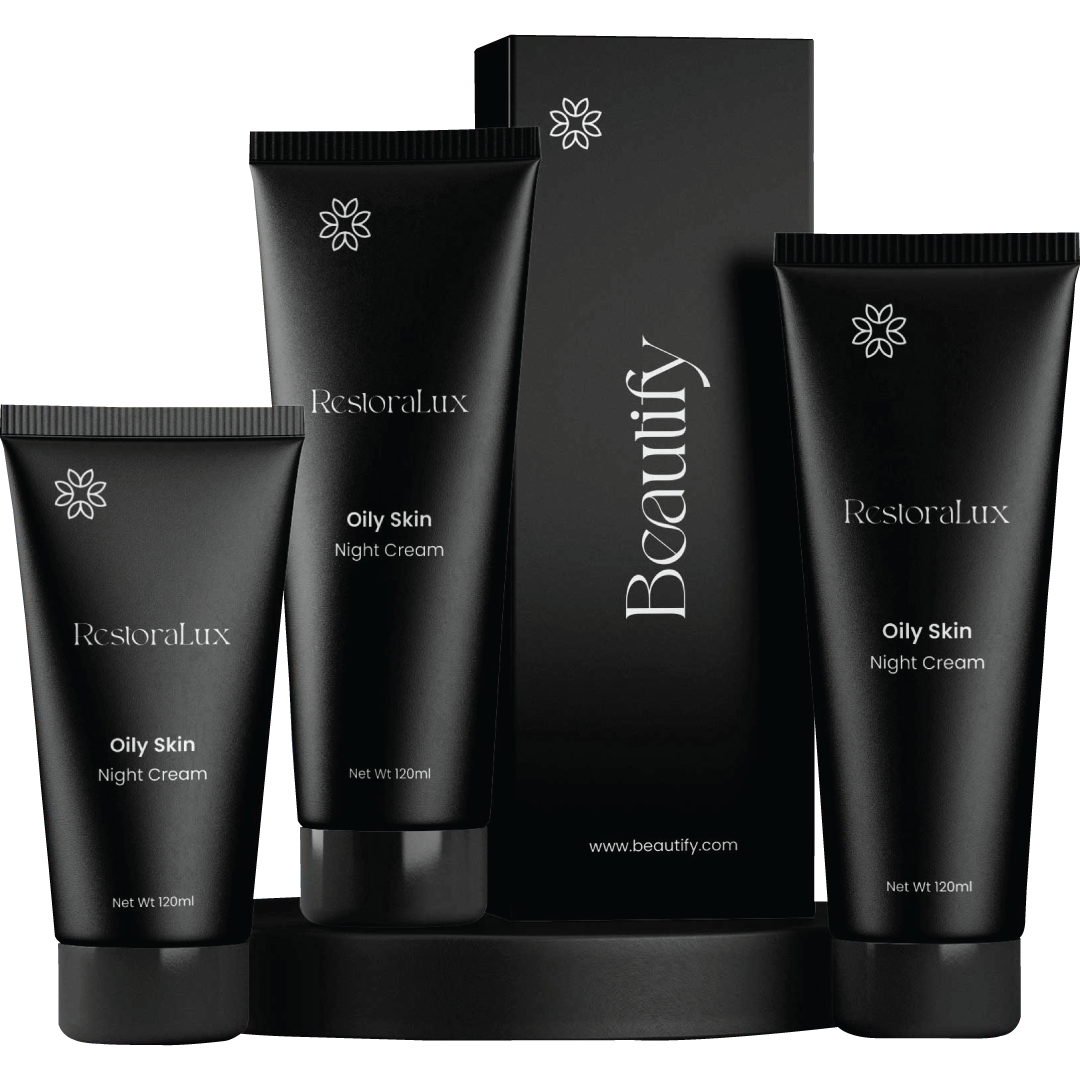 RestoraLux
Oily Skin
Night Cream
Net Wt 120ml
RestoraLux
Oily Skin
Night Cream
Net Wt 120ml
Beautify
www.beautify.com
RestoraLux
Oily Skin
Night Cream
Net Wt 120ml